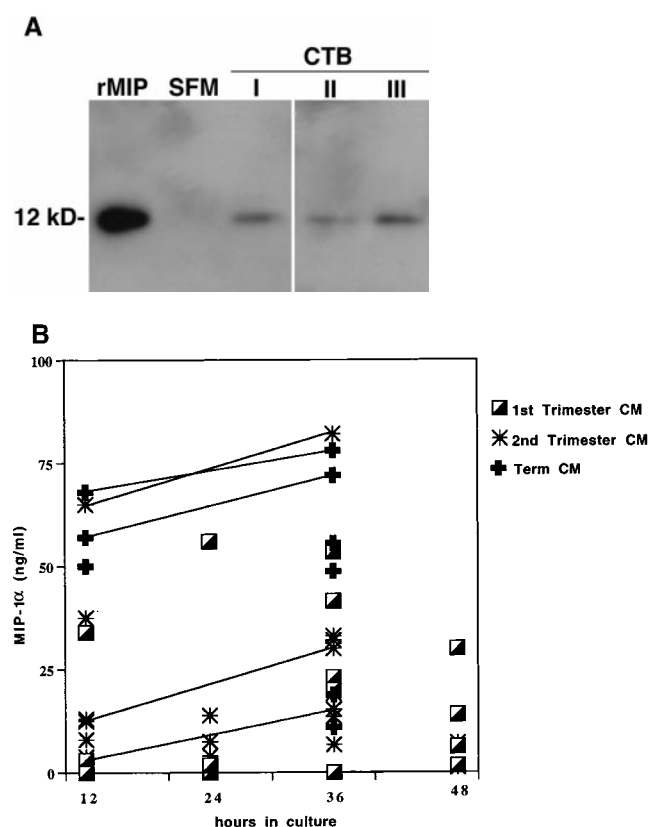 A
CTB
rMIP SFM I II III
12 kD-
B
100
75
50
25
0
MIP-1α (ng/ml)
12 24 36 48
hours in culture
1st Trimester CM
2nd Trimester CM
Term CM